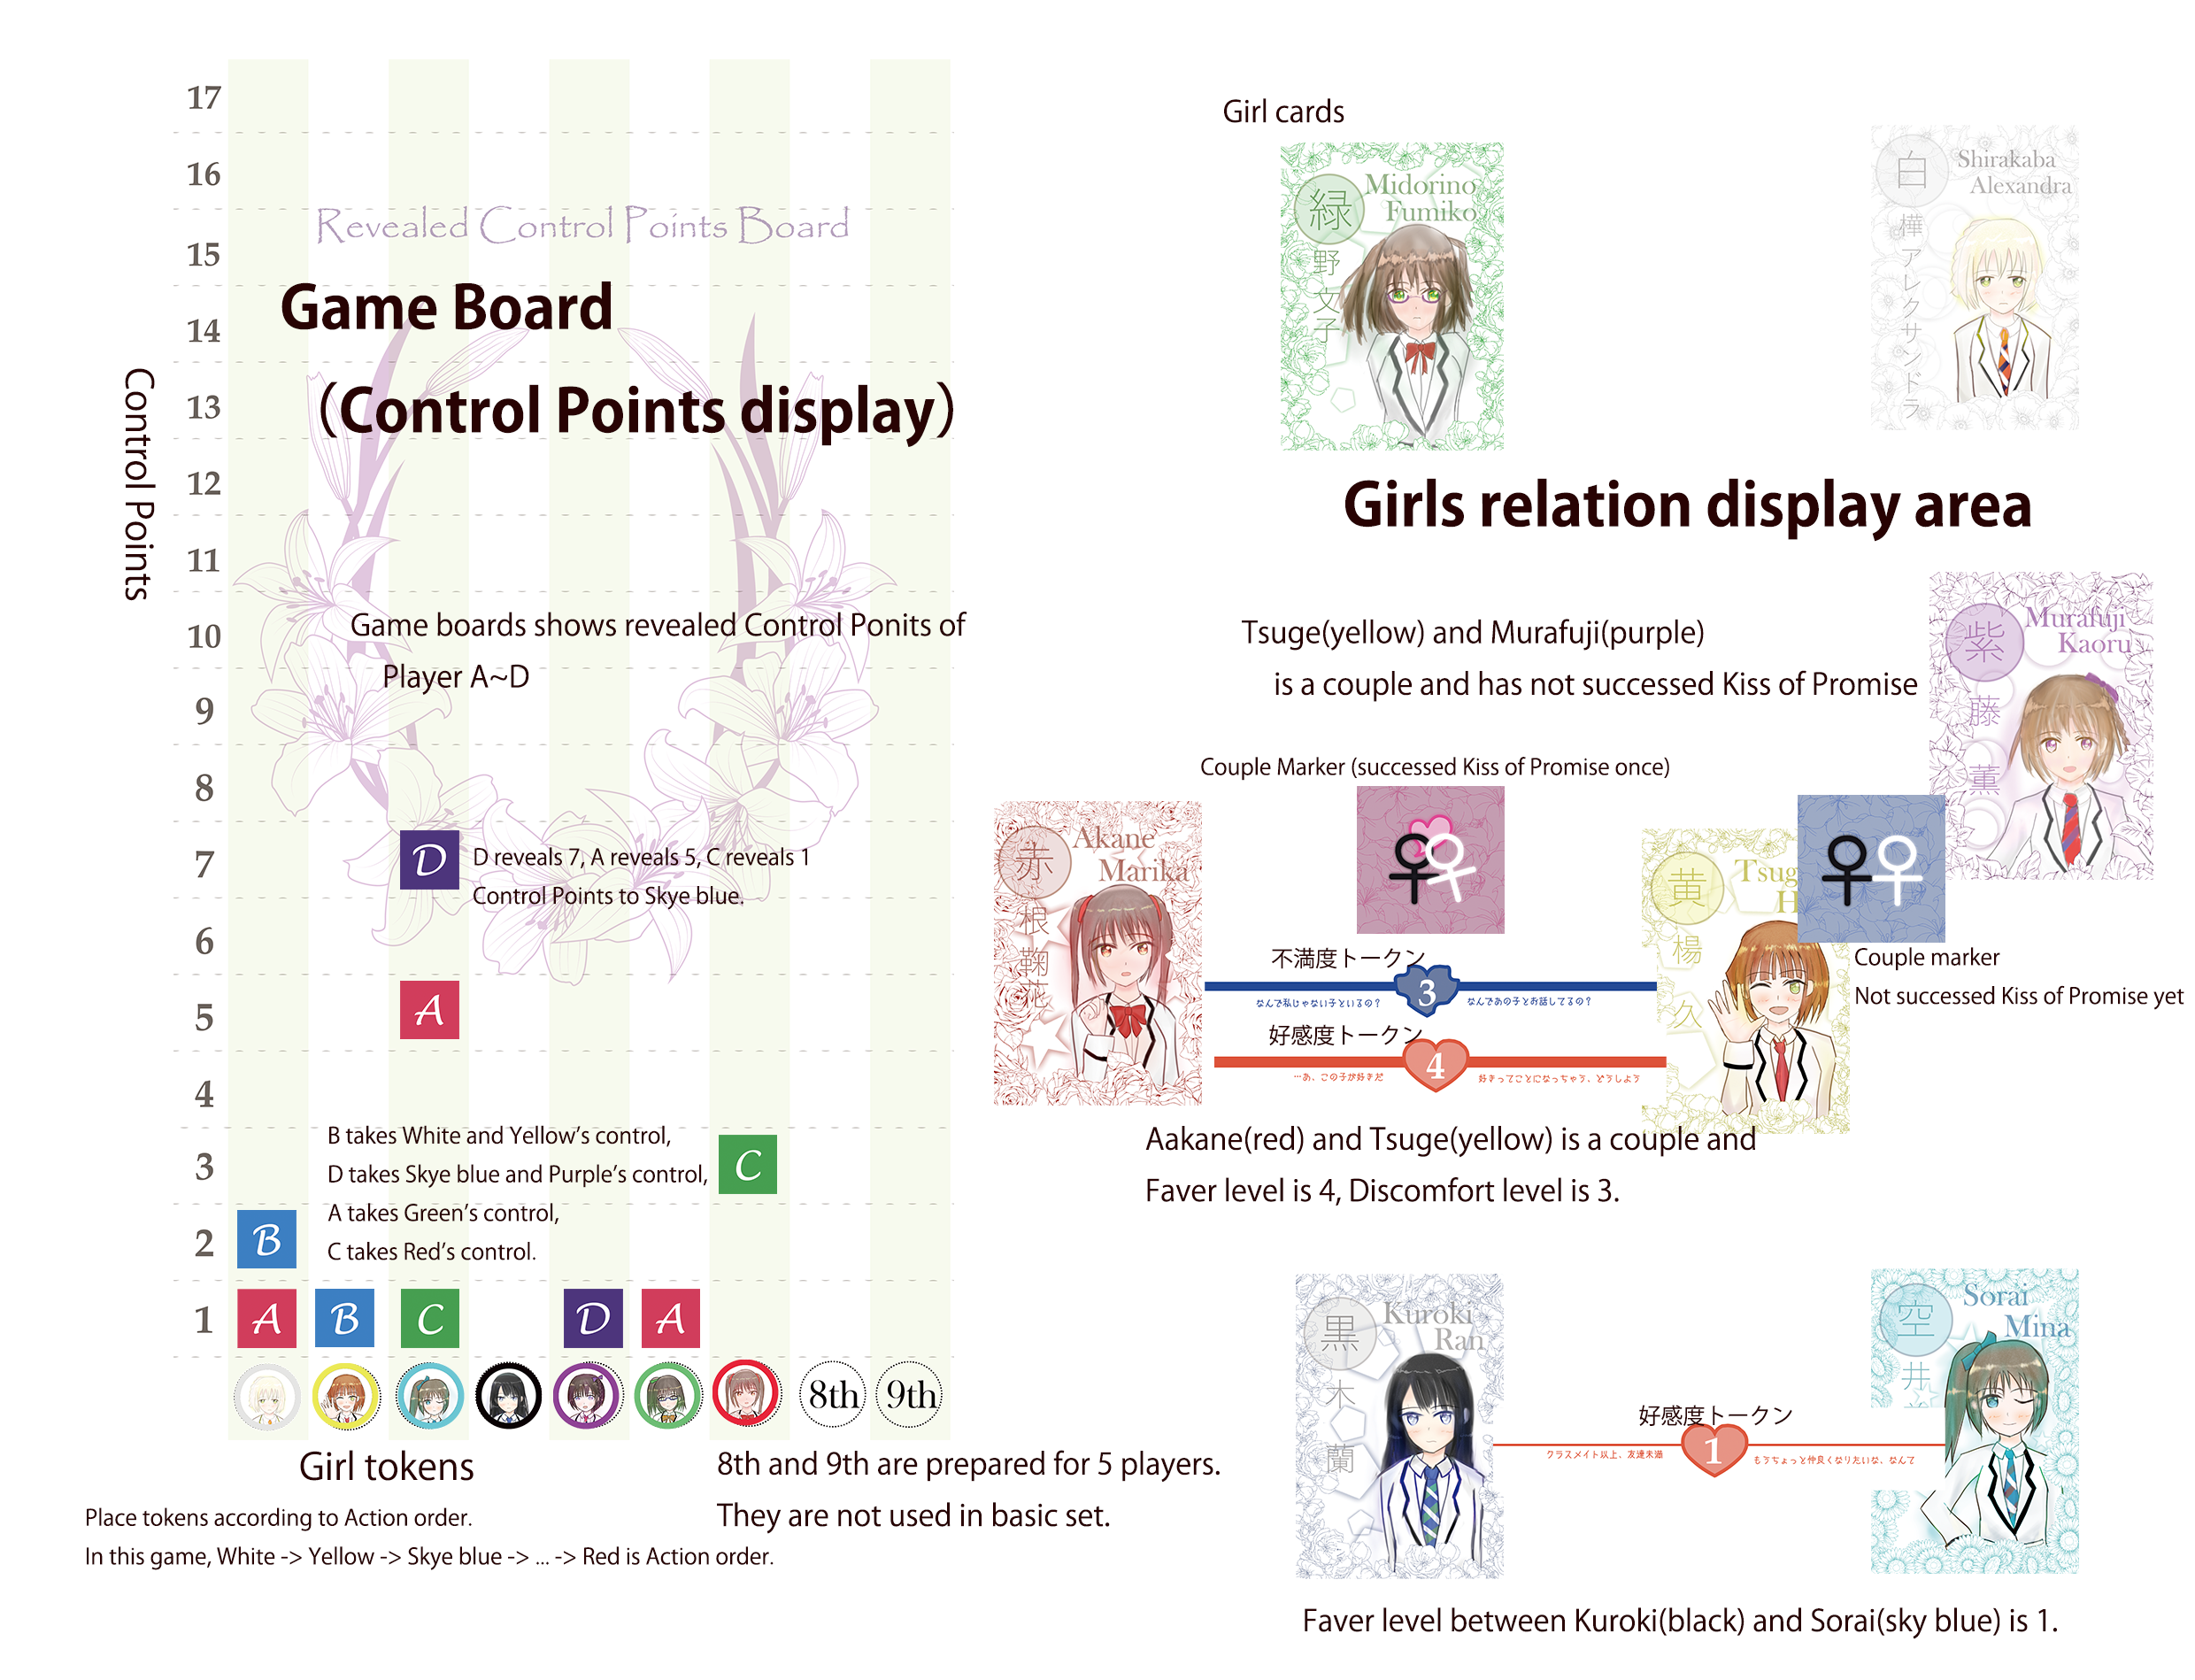 17
16
15
14
13
12
11
10
9
8
7
6
5
4
3
2
1
Control Points
Revealed Control Points Board
Game Board
(Control Points display)
Game boards shows revealed Control Ponits of
Player A~D
D
D reveals 7, A reveals 5, C reveals 1
Control Points to Skye blue.
A
B takes White and Yellow's control,
D takes Skye blue and Purple's control,
A takes Green's control,
C takes Red's control.
C
B
A
B
C
D
A
8th
9th
Girl tokens
Place tokens according to Action order.
In this game, White -> Yellow -> Skye blue -> ... -> Red is Action order.
8th and 9th are prepared for 5 players.
They are not used in basic set.
Girl cards
緑野文子
Midorino
Fumiko
白樺アレクサンドラ
Shirakaba
Alexandra
Girls relation display area
Tsuge(yellow) and Murafuji(purple)
is a couple and has not successed Kiss of Promise
紫藤薫
Murafuji
Kaoru
Couple Marker (successed Kiss of Promise once)
赤根鞠花
Akane
Marika
黄楊久
Tsug
H
Couple marker
Not successed Kiss of Promise yet
不満度トークン
3
なんで私じゃない子といるの？
なんであの子とお話してるの？
好感度トークン
4
…あ、この子が好きだ
好きってことになっちゃう、どうしよう
Aakane(red) and Tsuge(yellow) is a couple and
Faver level is 4, Discomfort level is 3.
黒木蘭
Kuroki
Ran
空井
Sorai
Mina
好感度トークン
1
クラスメイト以上、友達未満
もうちょっと仲良くなりたいな、なんて
Faver level between Kuroki(black) and Sorai(sky blue) is 1.